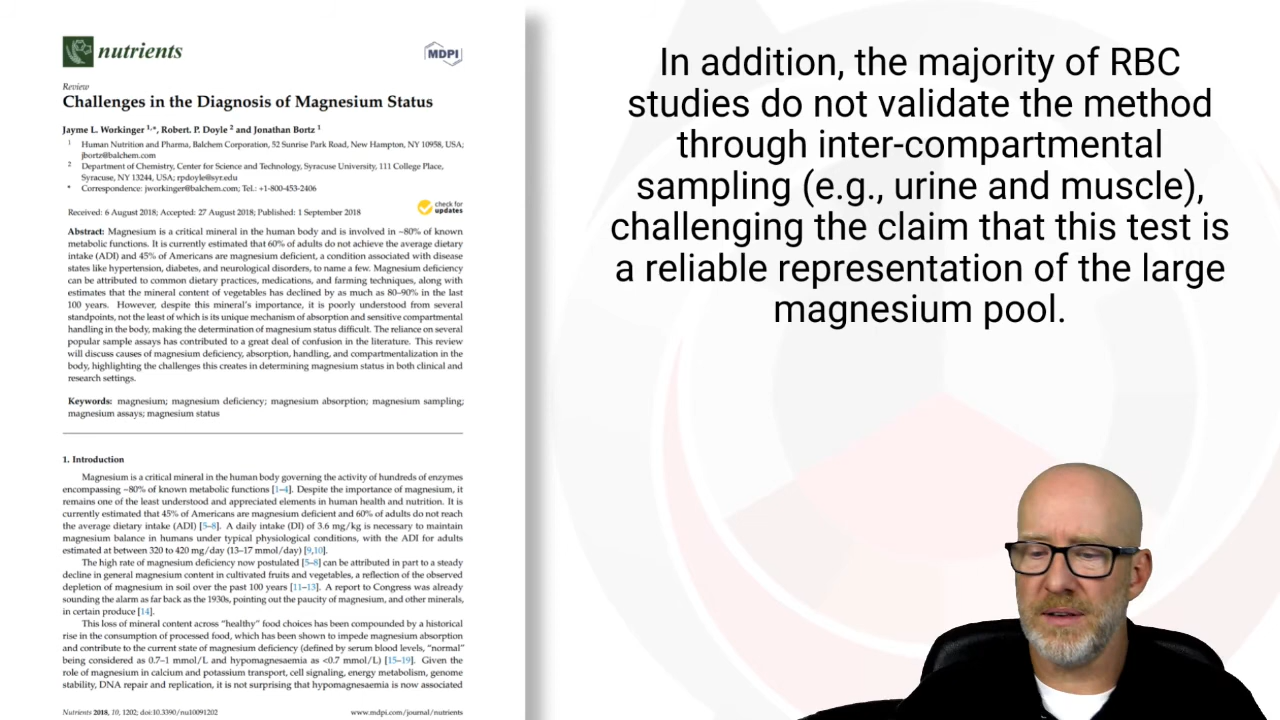 nutrients
MDPI
Review
Challenges in the Diagnosis of Magnesium Status
Jayme L. Workinger 1,*, Robert P. Doyle 2 and Jonathan Bortz 1
1 Human Nutrition and Pharma, Balchem Corporation, 52 Sunrise Park Road, New Hampton, NY 10958, USA;
jbortz@balchem.com
2 Department of Chemistry, Center for Science and Technology, Syracuse University, 111 College Place,
Syracuse, NY 13244, USA; rpdoyle@syr.edu
* Correspondence: jworkinger@balchem.com; Tel.: +1-800-453-2406
Received: 6 August 2018; Accepted: 27 August 2018; Published: 1 September 2018
check for
updates
Abstract: Magnesium is a critical mineral in the human body and is involved in ~80% of known
metabolic functions. It is currently estimated that 60% of adults do not achieve the average dietary
intake (ADI) and 45% of Americans are magnesium deficient, a condition associated with disease
states like hypertension, diabetes, and neurological disorders, to name a few. Magnesium deficiency
can be attributed to common dietary practices, medications, and farming techniques, along with
estimates that the mineral content of vegetables has declined by as much as 80–90% in the last
100 years. However, despite this mineral's importance, it is poorly understood from several
standpoints, not the least of which is its unique mechanism of absorption and sensitive compartmental
handling in the body, making the determination of magnesium status difficult. The reliance on several
popular sample assays has contributed to a great deal of confusion in the literature. This review
will discuss causes of magnesium deficiency, absorption, handling, and compartmentalization in the
body, highlighting the challenges this creates in determining magnesium status in both clinical and
research settings.
Keywords: magnesium; magnesium deficiency; magnesium absorption; magnesium sampling;
magnesium assays; magnesium status
1. Introduction
Magnesium is a critical mineral in the human body governing the activity of hundreds of enzymes
encompassing ~80% of known metabolic functions [1–4]. Despite the importance of magnesium, it
remains one of the least understood and appreciated elements in human health and nutrition. It is
currently estimated that 45% of Americans are magnesium deficient and 60% of adults do not reach
the average dietary intake (ADI) [5–8]. A daily intake (DI) of 3.6 mg/kg is necessary to maintain
magnesium balance in humans under typical physiological conditions, with the ADI for adults
estimated at between 320 to 420 mg/day (13–17 mmol/day) [9,10].
The high rate of magnesium deficiency now postulated [5–8] can be attributed in part to a steady
decline in general magnesium content in cultivated fruits and vegetables, a reflection of the observed
depletion of magnesium in soil over the past 100 years [11–13]. A report to Congress was already
sounding the alarm as far back as the 1930s, pointing out the paucity of magnesium, and other minerals,
in certain produce [14].
This loss of mineral content across "healthy" food choices has been compounded by a historical
rise in the consumption of processed food, which has been shown to impede magnesium absorption
and contribute to the current state of magnesium deficiency (defined by serum blood levels, "normal"
being considered as 0.7–1 mmol/L and hypomagnesaemia as <0.7 mmol/L) [15–19]. Given the
role of magnesium in calcium and potassium transport, cell signaling, energy metabolism, genome
stability, DNA repair and replication, it is not surprising that hypomagnesaemia is now associated
Nutrients 2018, 10, 1202; doi:10.3390/nu10091202
www.mdpi.com/journal/nutrients
In addition, the majority of RBC
studies do not validate the method
through inter-compartmental
sampling (e.g., urine and muscle),
challenging the claim that this test is
a reliable representation of the large
magnesium pool.